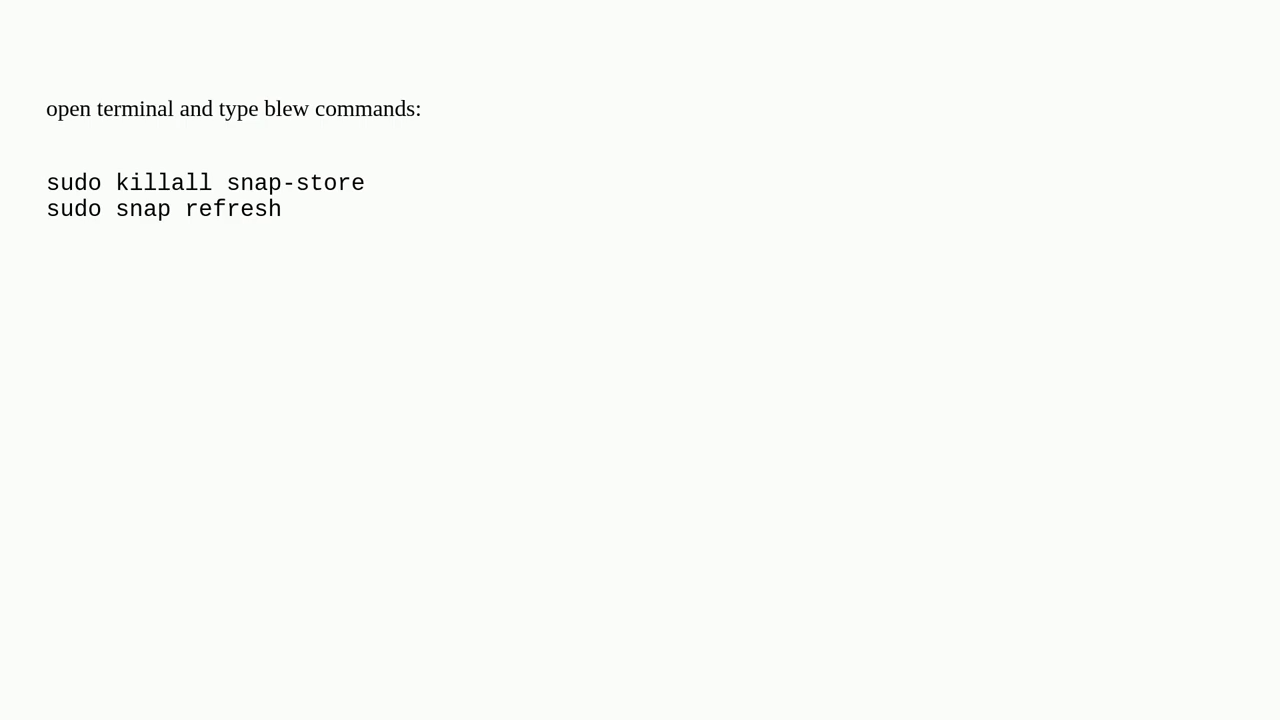 open terminal and type blew commands:
sudo killall snap-store
sudo snap refresh